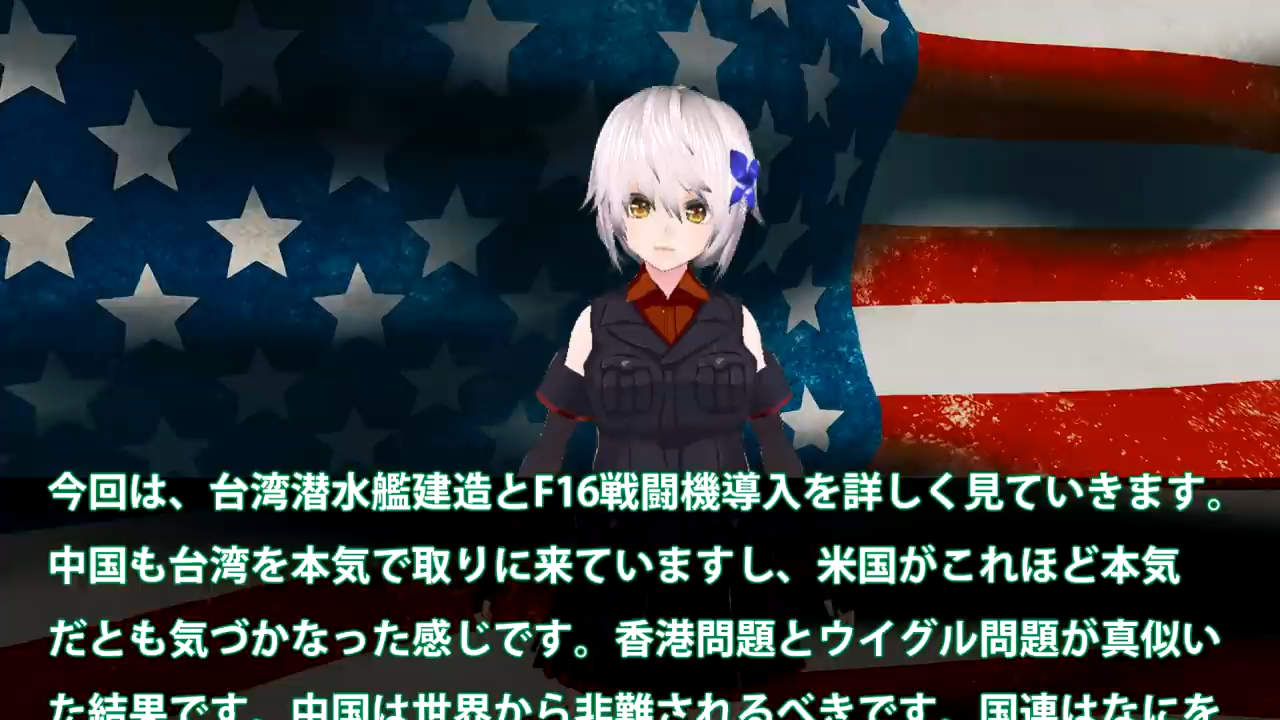 今回は、台湾潜水艦建造とF16戦闘機導入を詳しく見ていきます。
中国も台湾を本気で取りに来ていますし、米国がこれほど本気
だとも気づかなった感じです。香港問題とウイグル問題が真似い
た結果です。中国は世界から非難されるべきです。国連はなにを